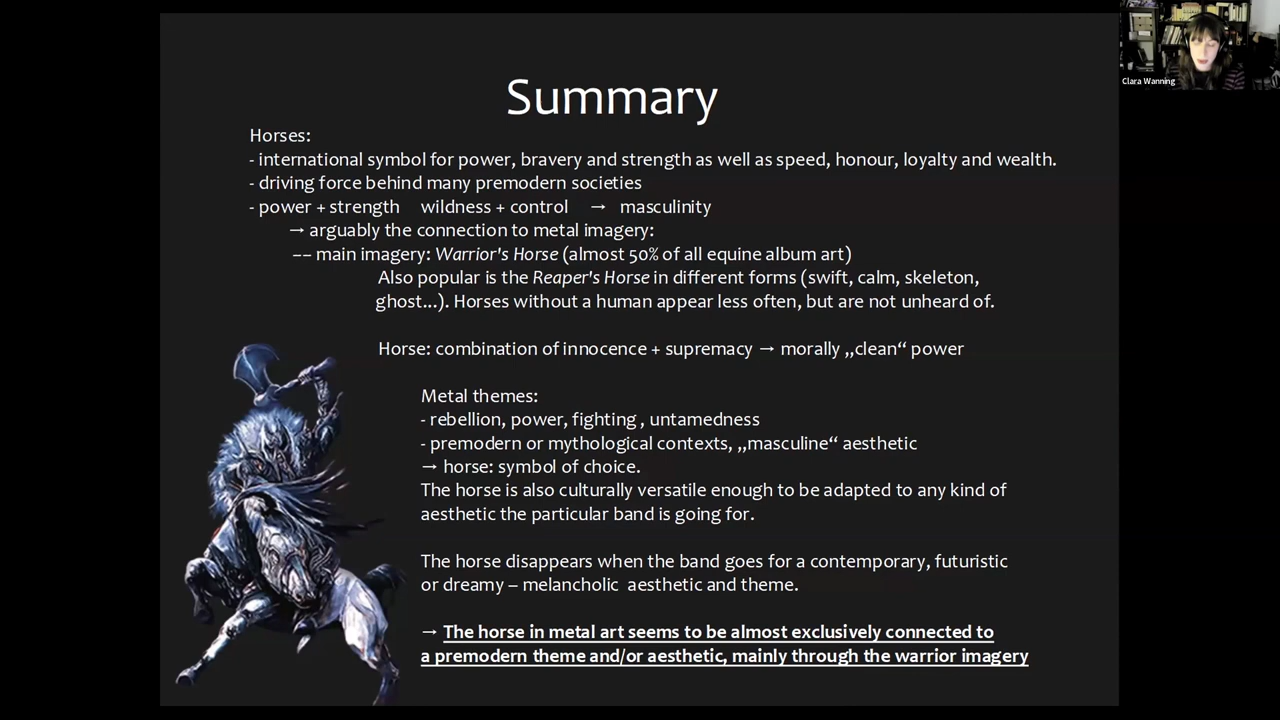 Summary
Clara Wanning
Horses:
- international symbol for power, bravery and strength as well as speed, honour, loyalty and wealth.
- driving force behind many premodern societies
- power + strength wildness + control → masculinity
→ arguably the connection to metal imagery:
–– main imagery: Warrior's Horse (almost 50% of all equine album art)
Also popular is the Reaper's Horse in different forms (swift, calm, skeleton,
ghost...). Horses without a human appear less often, but are not unheard of.
Horse: combination of innocence + supremacy → morally „clean“ power
Metal themes:
- rebellion, power, fighting , untamedness
- premodern or mythological contexts, „masculine“ aesthetic
→ horse: symbol of choice.
The horse is also culturally versatile enough to be adapted to any kind of
aesthetic the particular band is going for.
The horse disappears when the band goes for a contemporary, futuristic
or dreamy – melancholic aesthetic and theme.
→ The horse in metal art seems to be almost exclusively connected to
a premodern theme and/or aesthetic, mainly through the warrior imagery